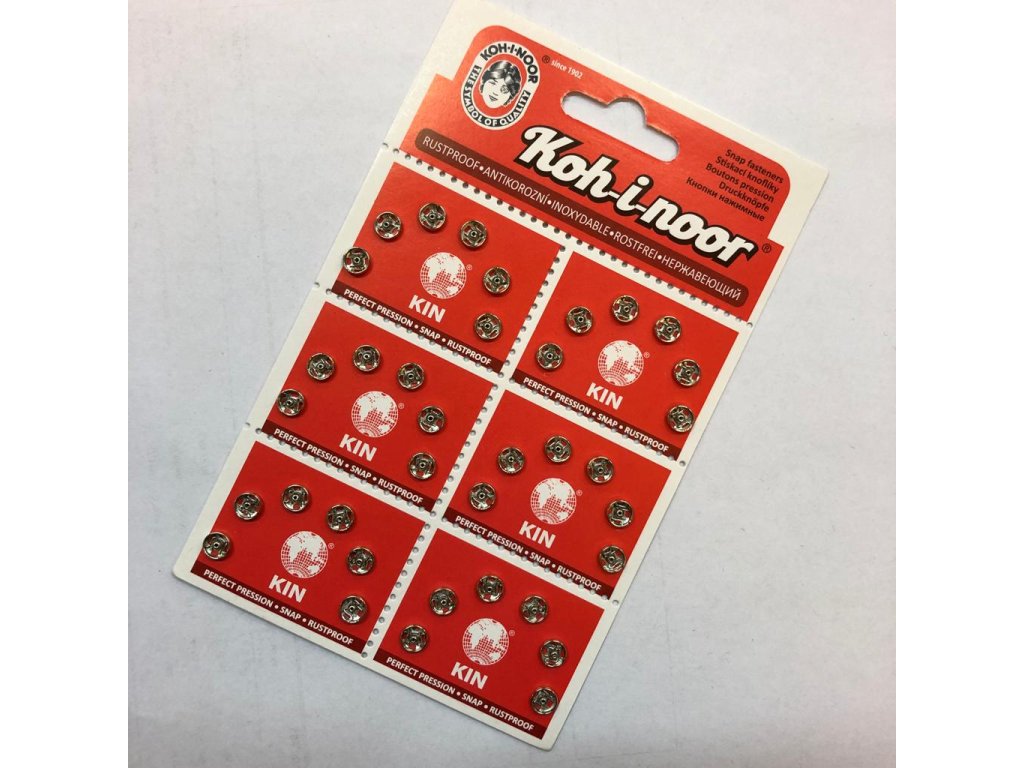 KOH-I-NOOR
THE SYMBOL OF QUALITY
® since 1902
Koh-i-noor®
Snap fasteners
Stiskací knoflíky
Boutons pression
Druckknöpfe
Кнопки нажимные
RUSTPROOF•ANTIKOROZNI•INOXYDABLE•ROSTFREI•НЕРЖАВЕЮЩИЙ
®
KIN
PERFECT PRESSION • SNAP • RUSTPROOF
®
KIN
PERFECT PRESSION • SNAP • RUSTPROOF
®
KIN
PERFECT PRESSION • SNAP • RUSTPROOF
®
KIN
PERFECT PRESSION • SNAP • RUSTPROOF
®
KIN
PERFECT PRESSION • SNAP • RUSTPROOF
®
KIN
PERFECT PRESSION • SNAP • RUSTPROOF